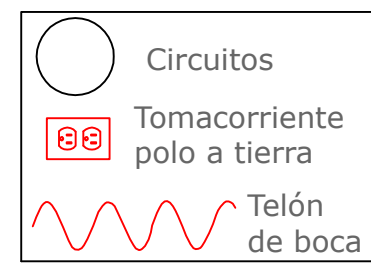 Circuitos
Tomacorriente
polo a tierra
Telón
de boca